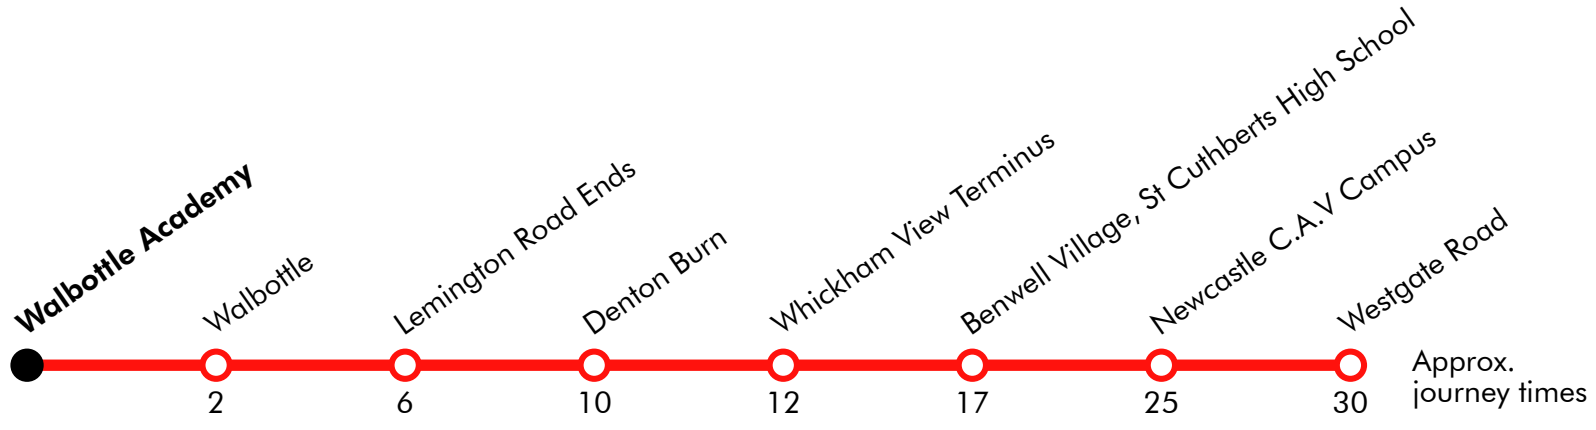 Walbottle Academy
Walbottle
Lemington Road Ends
Denton Burn
Whickham View Terminus
Benwell Village, St Cuthberts High School
Newcastle C.A.V Campus
Westgate Road
2
6
10
12
17
25
30
Approx.
journey times